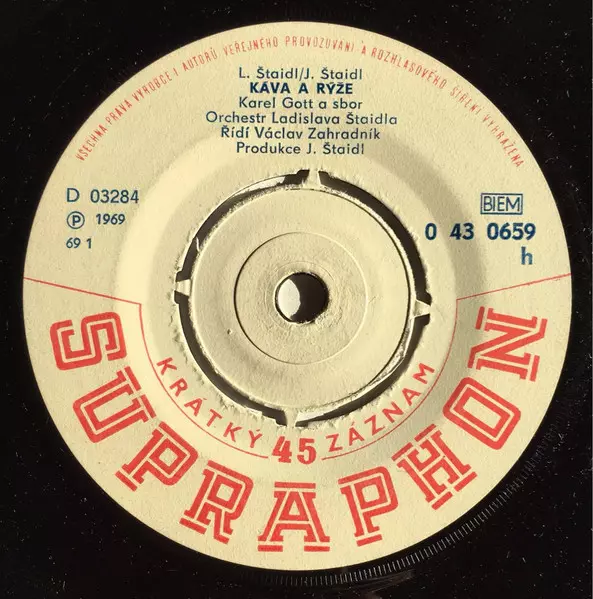 VŠECHNA PRÁVA VÝROBCE I AUTORŮ VEŘEJNÉHO PROVOZOVÁNÍ A ROZHLASOVÉHO ŠÍŘENÍ VYHRAŽENA
L. Štaidl/J. Štaidl
KÁVA A RÝŽE
Karel Gott a sbor
Orchestr Ladislava Štaidla
Řídí Václav Zahradník
Produkce J. Štaidl
D 03284
Ⓟ 1969
69 1
BIEM
0 43 0659
h
KRÁTKÝ 45 ZÁZNAM
SUPRAPHON